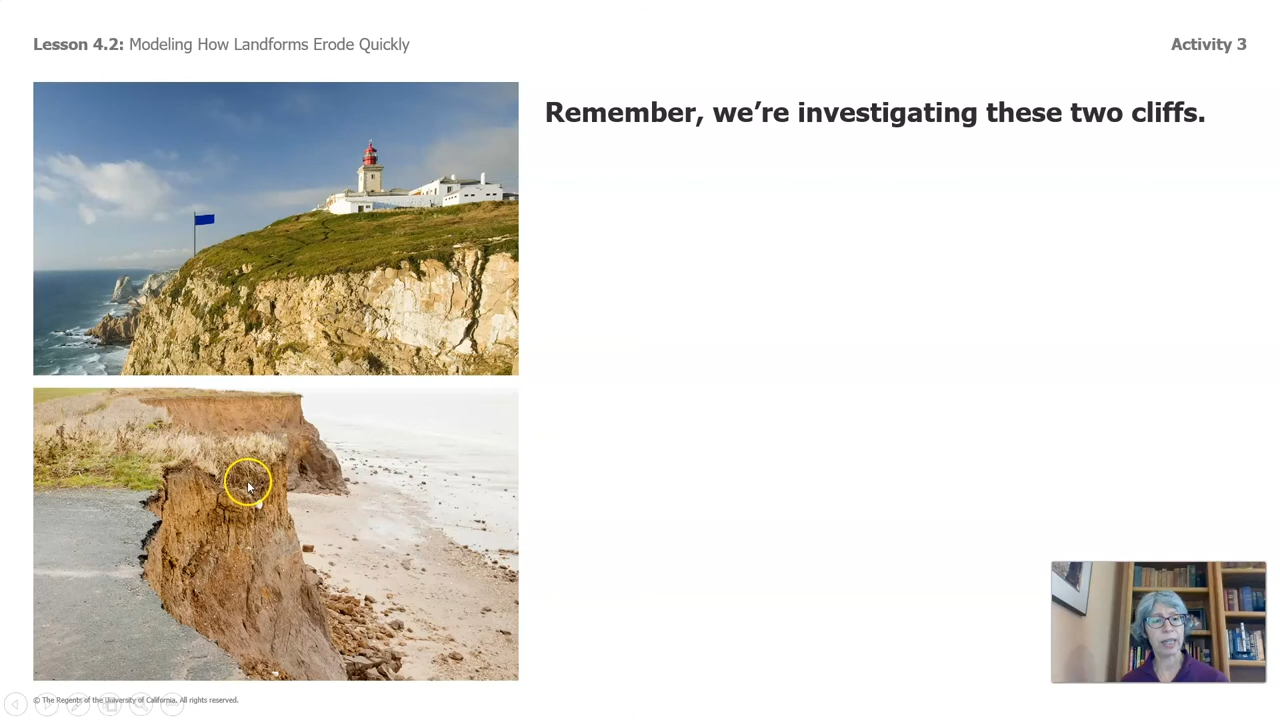 Lesson 4.2: Modeling How Landforms Erode Quickly
Activity 3
Remember, we’re investigating these two cliffs.
© The Regents of the University of California. All rights reserved.